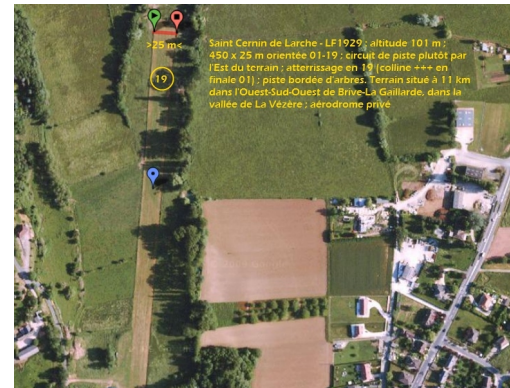 >25 m<
Saint Cernin de Larche - LF1929 ; altitude 101 m ;
450 x 25 m orientée 01-19 ; circuit de piste plutôt par
l'Est du terrain ; atterrissage en 19 (colline +++ en
finale 01) ; piste bordée d'arbres. Terrain situé à 11 km
dans l'Ouest-Sud-Ouest de Brive-La Gaillarde, dans la
vallée de La Vézère ; aérodrome privé
19